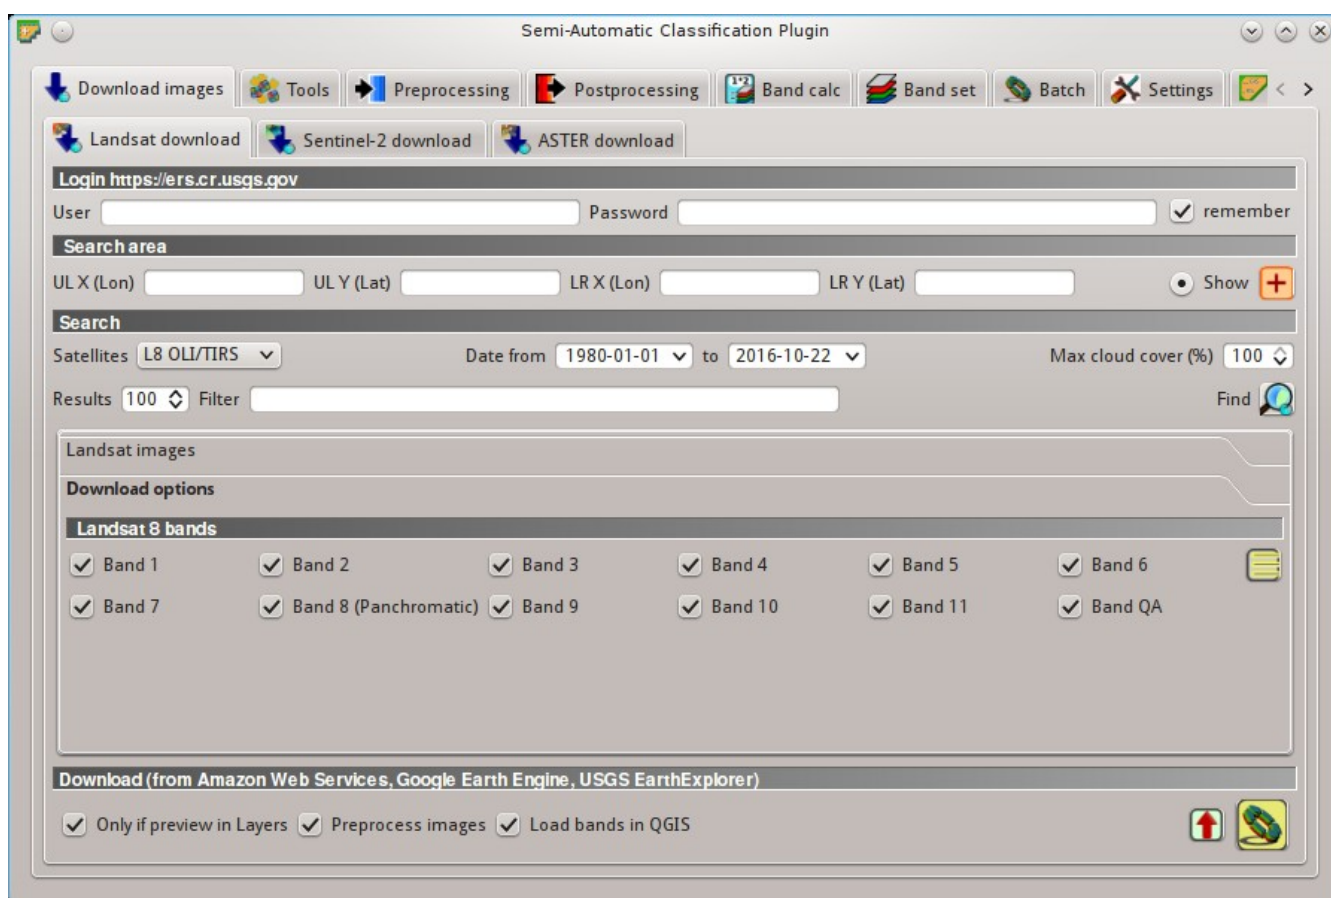 Semi-Automatic Classification Plugin
Download images Tools Preprocessing Postprocessing Band calc Band set Batch Settings
Landsat download Sentinel-2 download ASTER download
Login https://ers.cr.usgs.gov
User Password remember
Search area
UL X (Lon) UL Y (Lat) LR X (Lon) LR Y (Lat) Show
Search
Satellites L8 OLI/TIRS Date from 1980-01-01 to 2016-10-22 Max cloud cover (%) 100
Results 100 Filter Find
Landsat images
Download options
Landsat 8 bands
Band 1 Band 2 Band 3 Band 4 Band 5 Band 6
Band 7 Band 8 (Panchromatic) Band 9 Band 10 Band 11 Band QA
Download (from Amazon Web Services, Google Earth Engine, USGS EarthExplorer)
Only if preview in Layers Preprocess images Load bands in QGIS